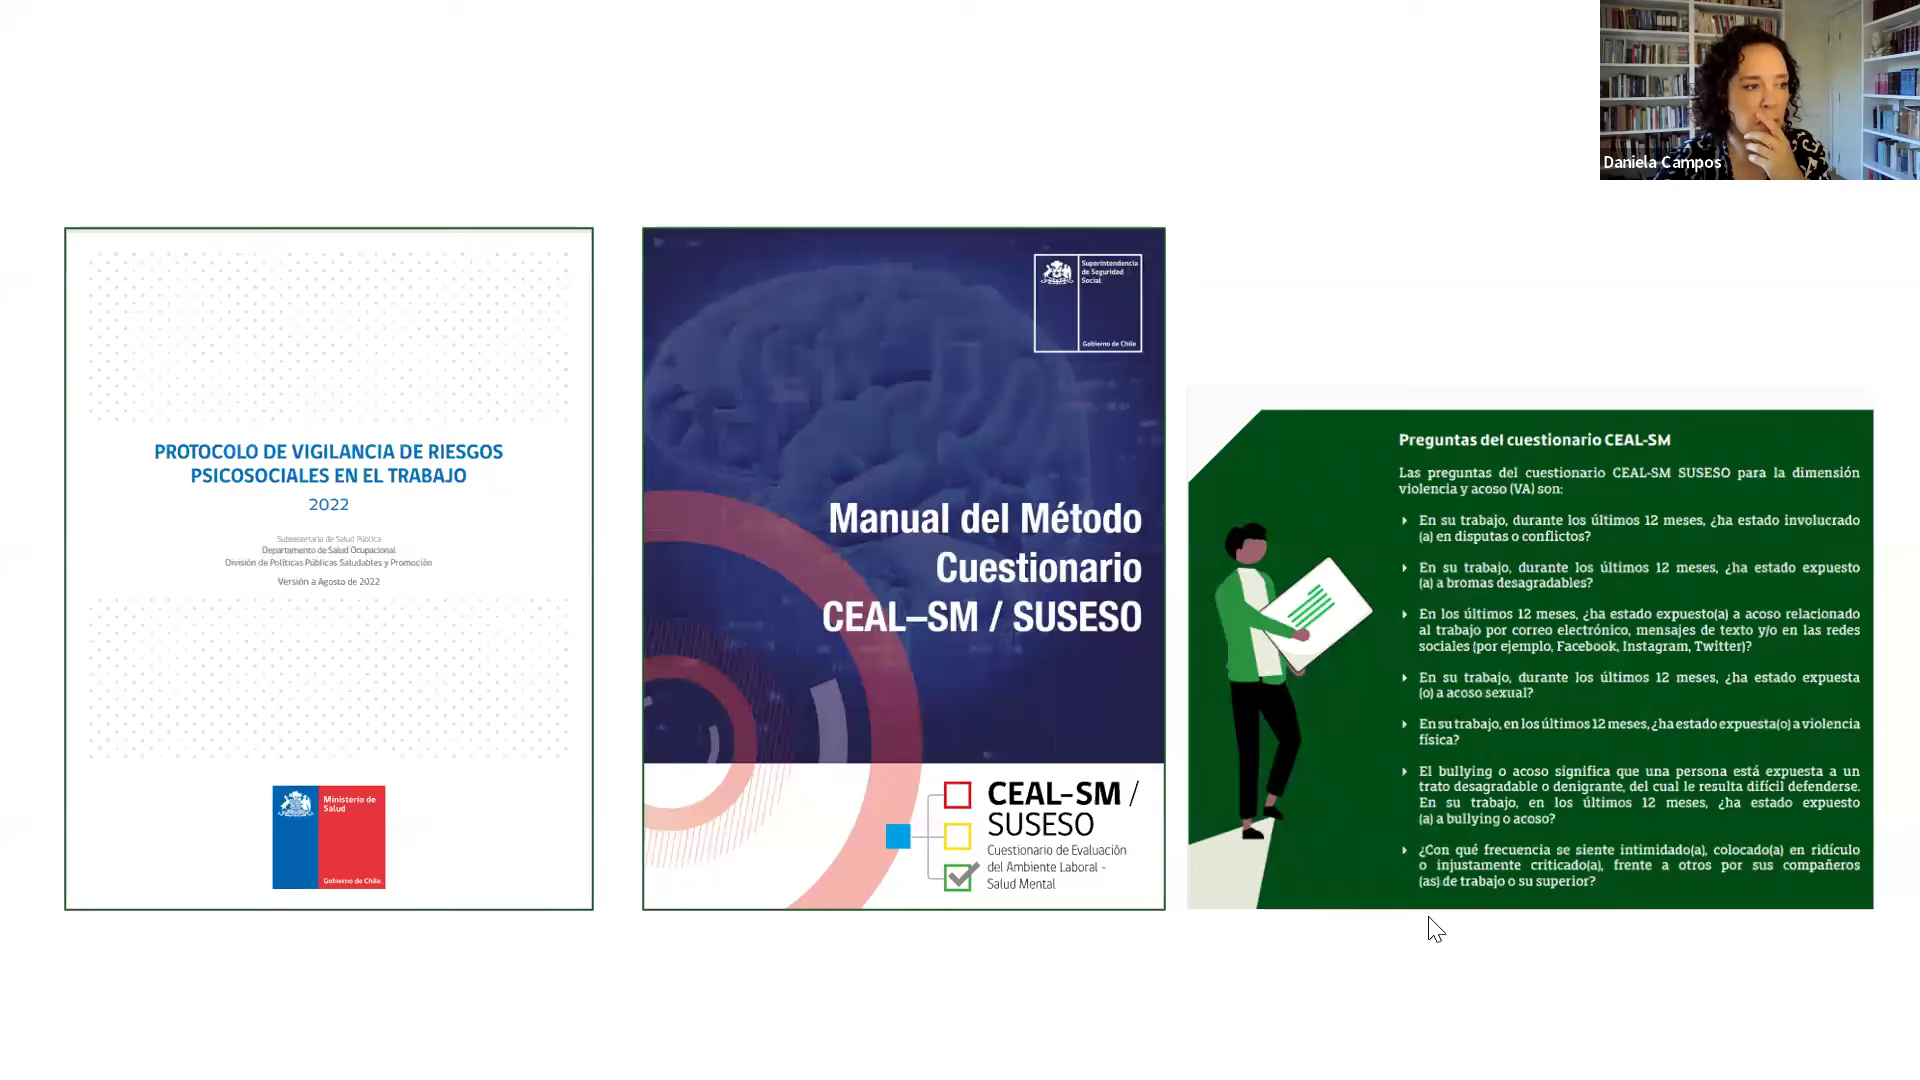 Daniela Campos
PROTOCOLO DE VIGILANCIA DE RIESGOS
PSICOSOCIALES EN EL TRABAJO
2022
Subsecretaría de Salud Pública
Departamento de Salud Ocupacional
División de Políticas Públicas Saludables y Promoción
Versión a Agosto de 2022
Ministerio de
Salud
Gobierno de Chile
Superintendencia
de Seguridad
Social
Gobierno de Chile
Manual del Método
Cuestionario
CEAL–SM / SUSESO
CEAL-SM /
SUSESO
Cuestionario de Evaluación
del Ambiente Laboral -
Salud Mental
Preguntas del cuestionario CEAL-SM
Las preguntas del cuestionario CEAL-SM SUSESO para la dimensión
violencia y acoso (VA) son:
En su trabajo, durante los últimos 12 meses, ¿ha estado involucrado
(a) en disputas o conflictos?
En su trabajo, durante los últimos 12 meses, ¿ha estado expuesto
(a) a bromas desagradables?
En los últimos 12 meses, ¿ha estado expuesto(a) a acoso relacionado
al trabajo por correo electrónico, mensajes de texto y/o en las redes
sociales (por ejemplo, Facebook, Instagram, Twitter)?
En su trabajo, durante los últimos 12 meses, ¿ha estado expuesta
(o) a acoso sexual?
En su trabajo, en los últimos 12 meses, ¿ha estado expuesta(o) a violencia
física?
El bullying o acoso significa que una persona está expuesta a un
trato desagradable o denigrante, del cual le resulta difícil defenderse.
En su trabajo, en los últimos 12 meses, ¿ha estado expuesto
(a) a bullying o acoso?
¿Con qué frecuencia se siente intimidado(a), colocado(a) en ridículo
o injustamente criticado(a), frente a otros por sus compañeros
(as) de trabajo o su superior?